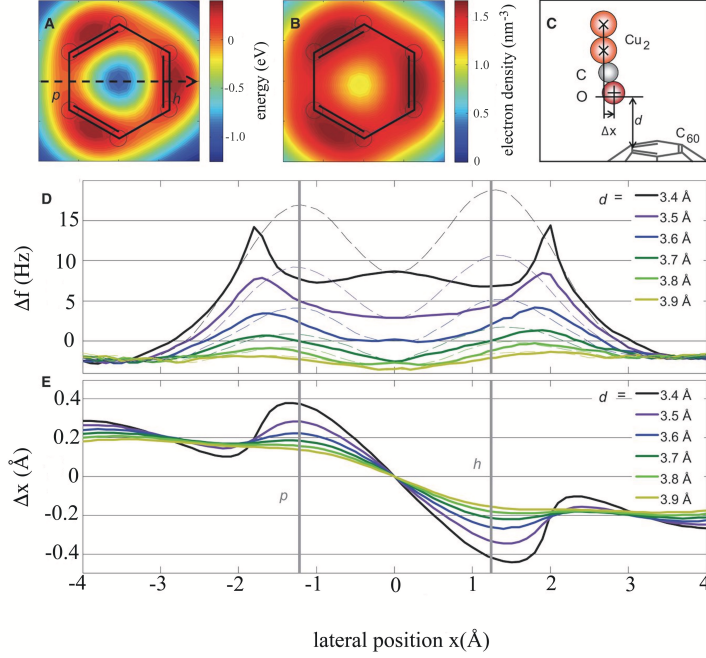 A
p
h
0
−0.5
−1.0
energy (eV)
B
1.5
1.0
0.5
0
electron density (nm⁻³)
C
Cu₂
C
O
d
Δx
C₆₀
D
15
10
5
0
Δf (Hz)
d =
3.4 Å
3.5 Å
3.6 Å
3.7 Å
3.8 Å
3.9 Å
E
0.4
0.2
0
-0.2
-0.4
Δx (Å)
p
h
d =
3.4 Å
3.5 Å
3.6 Å
3.7 Å
3.8 Å
3.9 Å
-4 -3 -2 -1 0 1 2 3 4
lateral position x(Å)